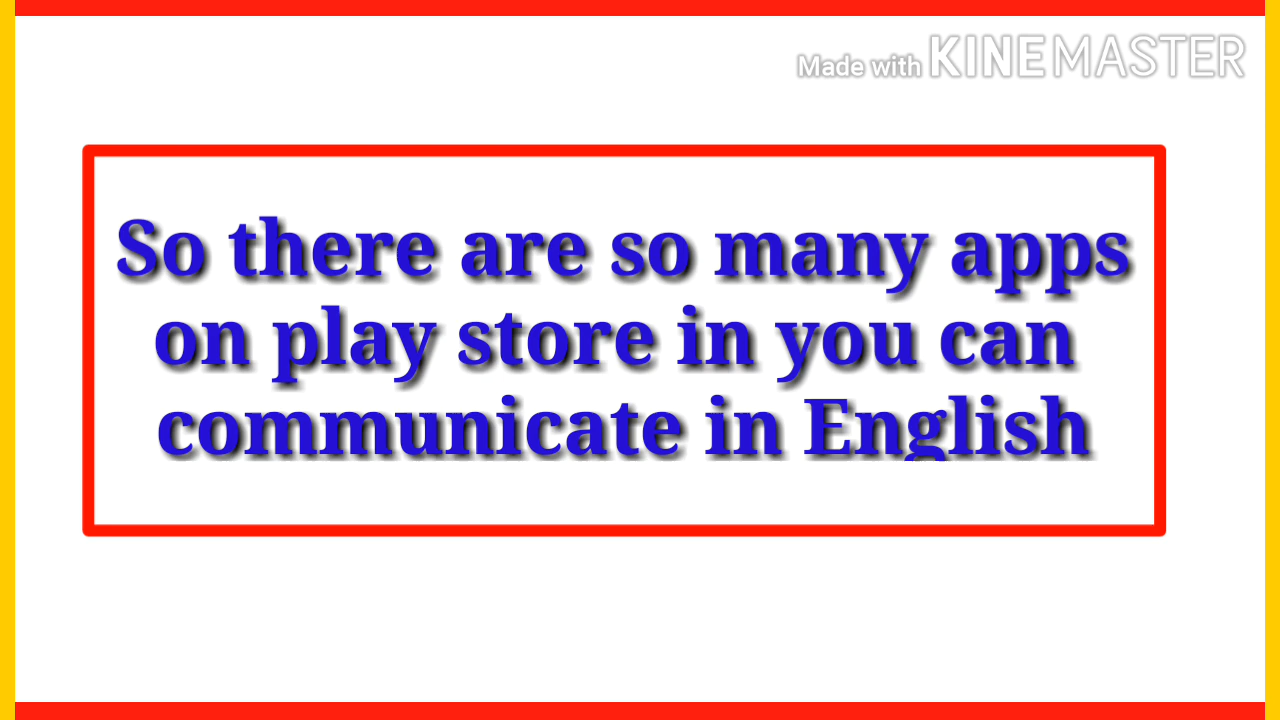 Made with KINEMASTER
So there are so many apps
on play store in you can
communicate in English